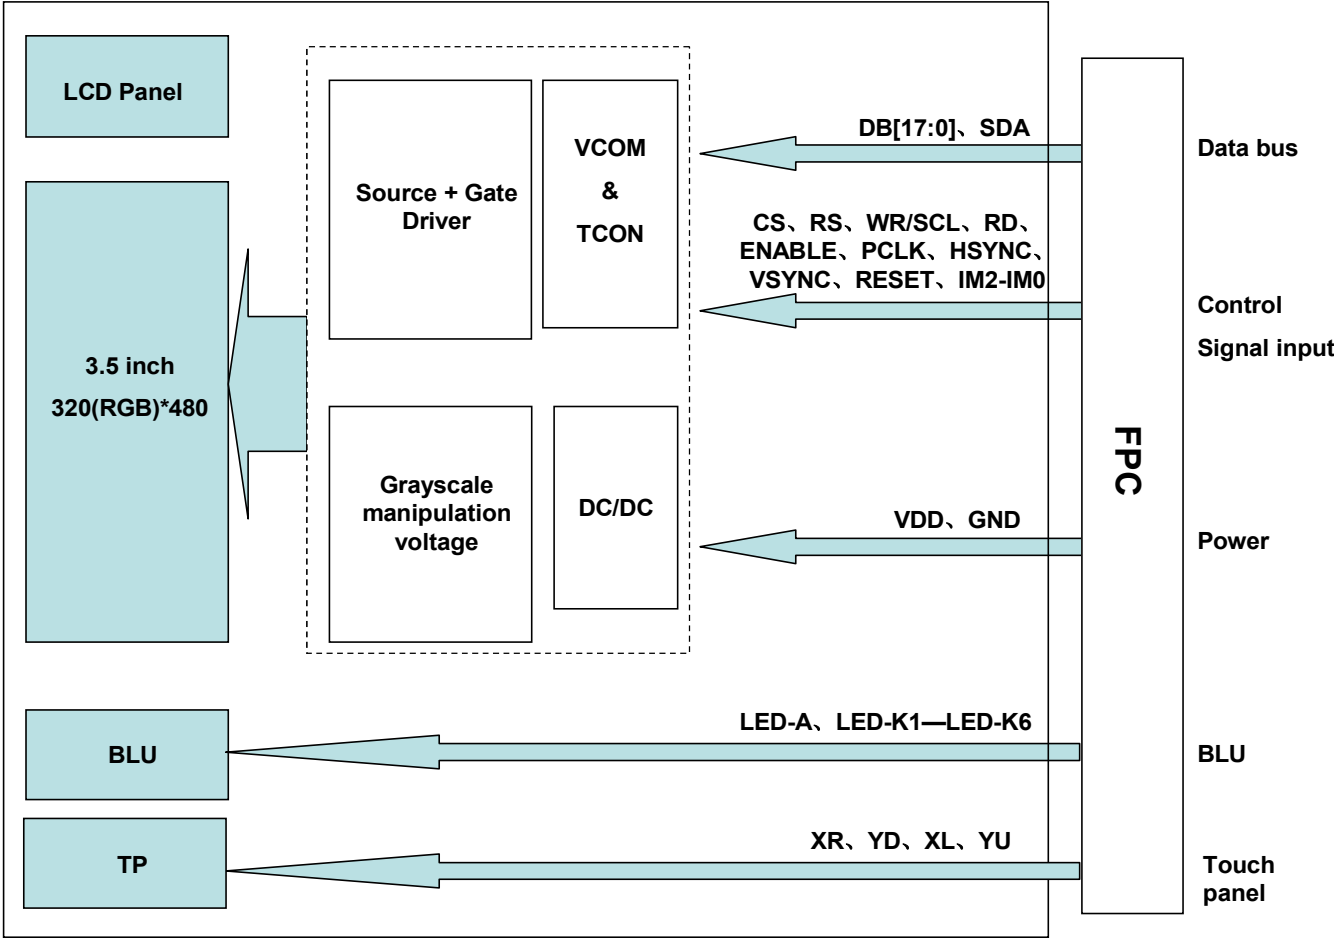 LCD Panel
3.5 inch
320(RGB)*480
Source + Gate
Driver
VCOM
&
TCON
Grayscale
manipulation
voltage
DC/DC
DB[17:0]、SDA
CS、RS、WR/SCL、RD、
ENABLE、PCLK、HSYNC、
VSYNC、RESET、IM2-IM0
VDD、GND
BLU
LED-A、LED-K1—LED-K6
TP
XR、YD、XL、YU
FPC
Data bus
Control
Signal input
Power
BLU
Touch
panel